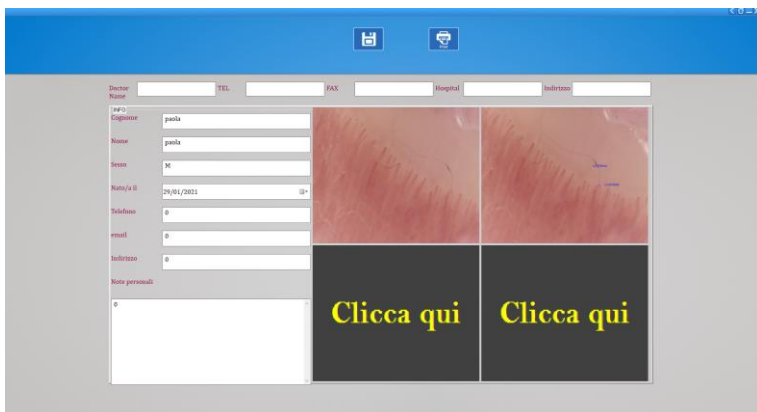 Doctor Name
TEL
FAX
Hospital
Indirizzo
INFO
Cognome
paola
Nome
paola
Sesso
M
Nato/a il
29/01/2021
Telefono
0
email
0
Indirizzo
0
Note personali
0
Clicca qui
Clicca qui